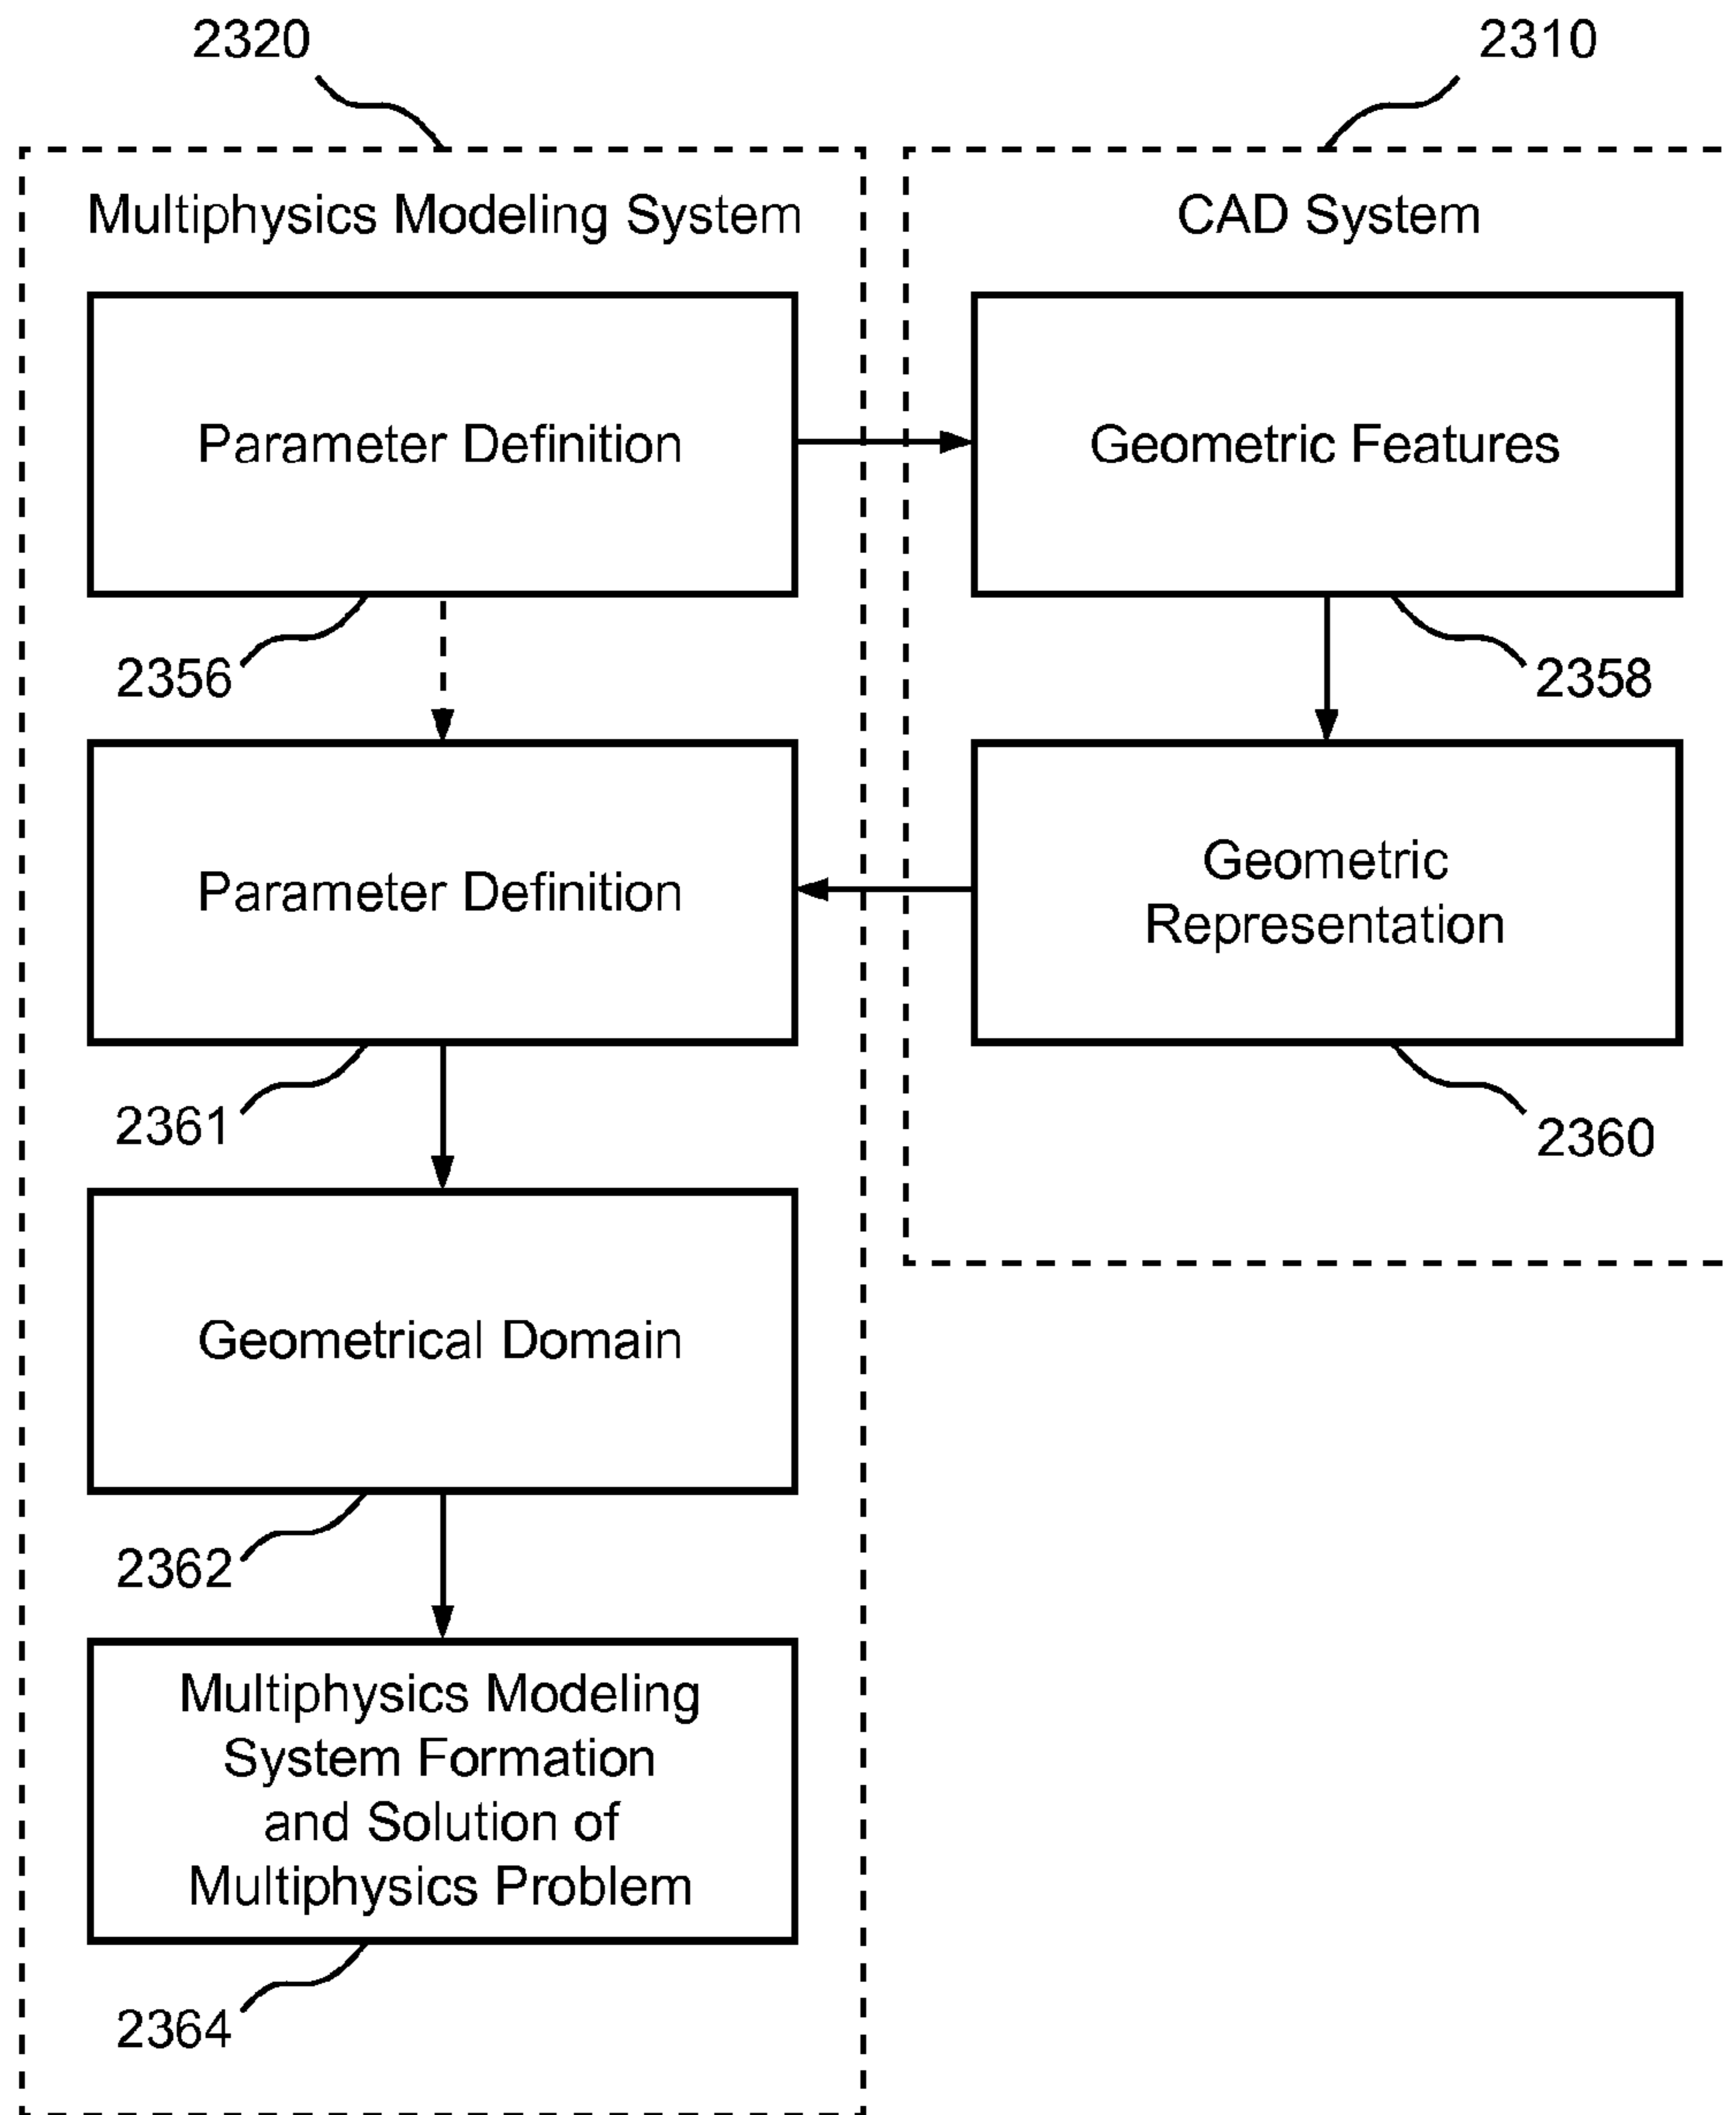 2320
2310
Multiphysics Modeling System
CAD System
Parameter Definition
Geometric Features
2356
2358
Parameter Definition
Geometric
Representation
2361
2360
Geometrical Domain
2362
Multiphysics Modeling
System Formation
and Solution of
Multiphysics Problem
2364